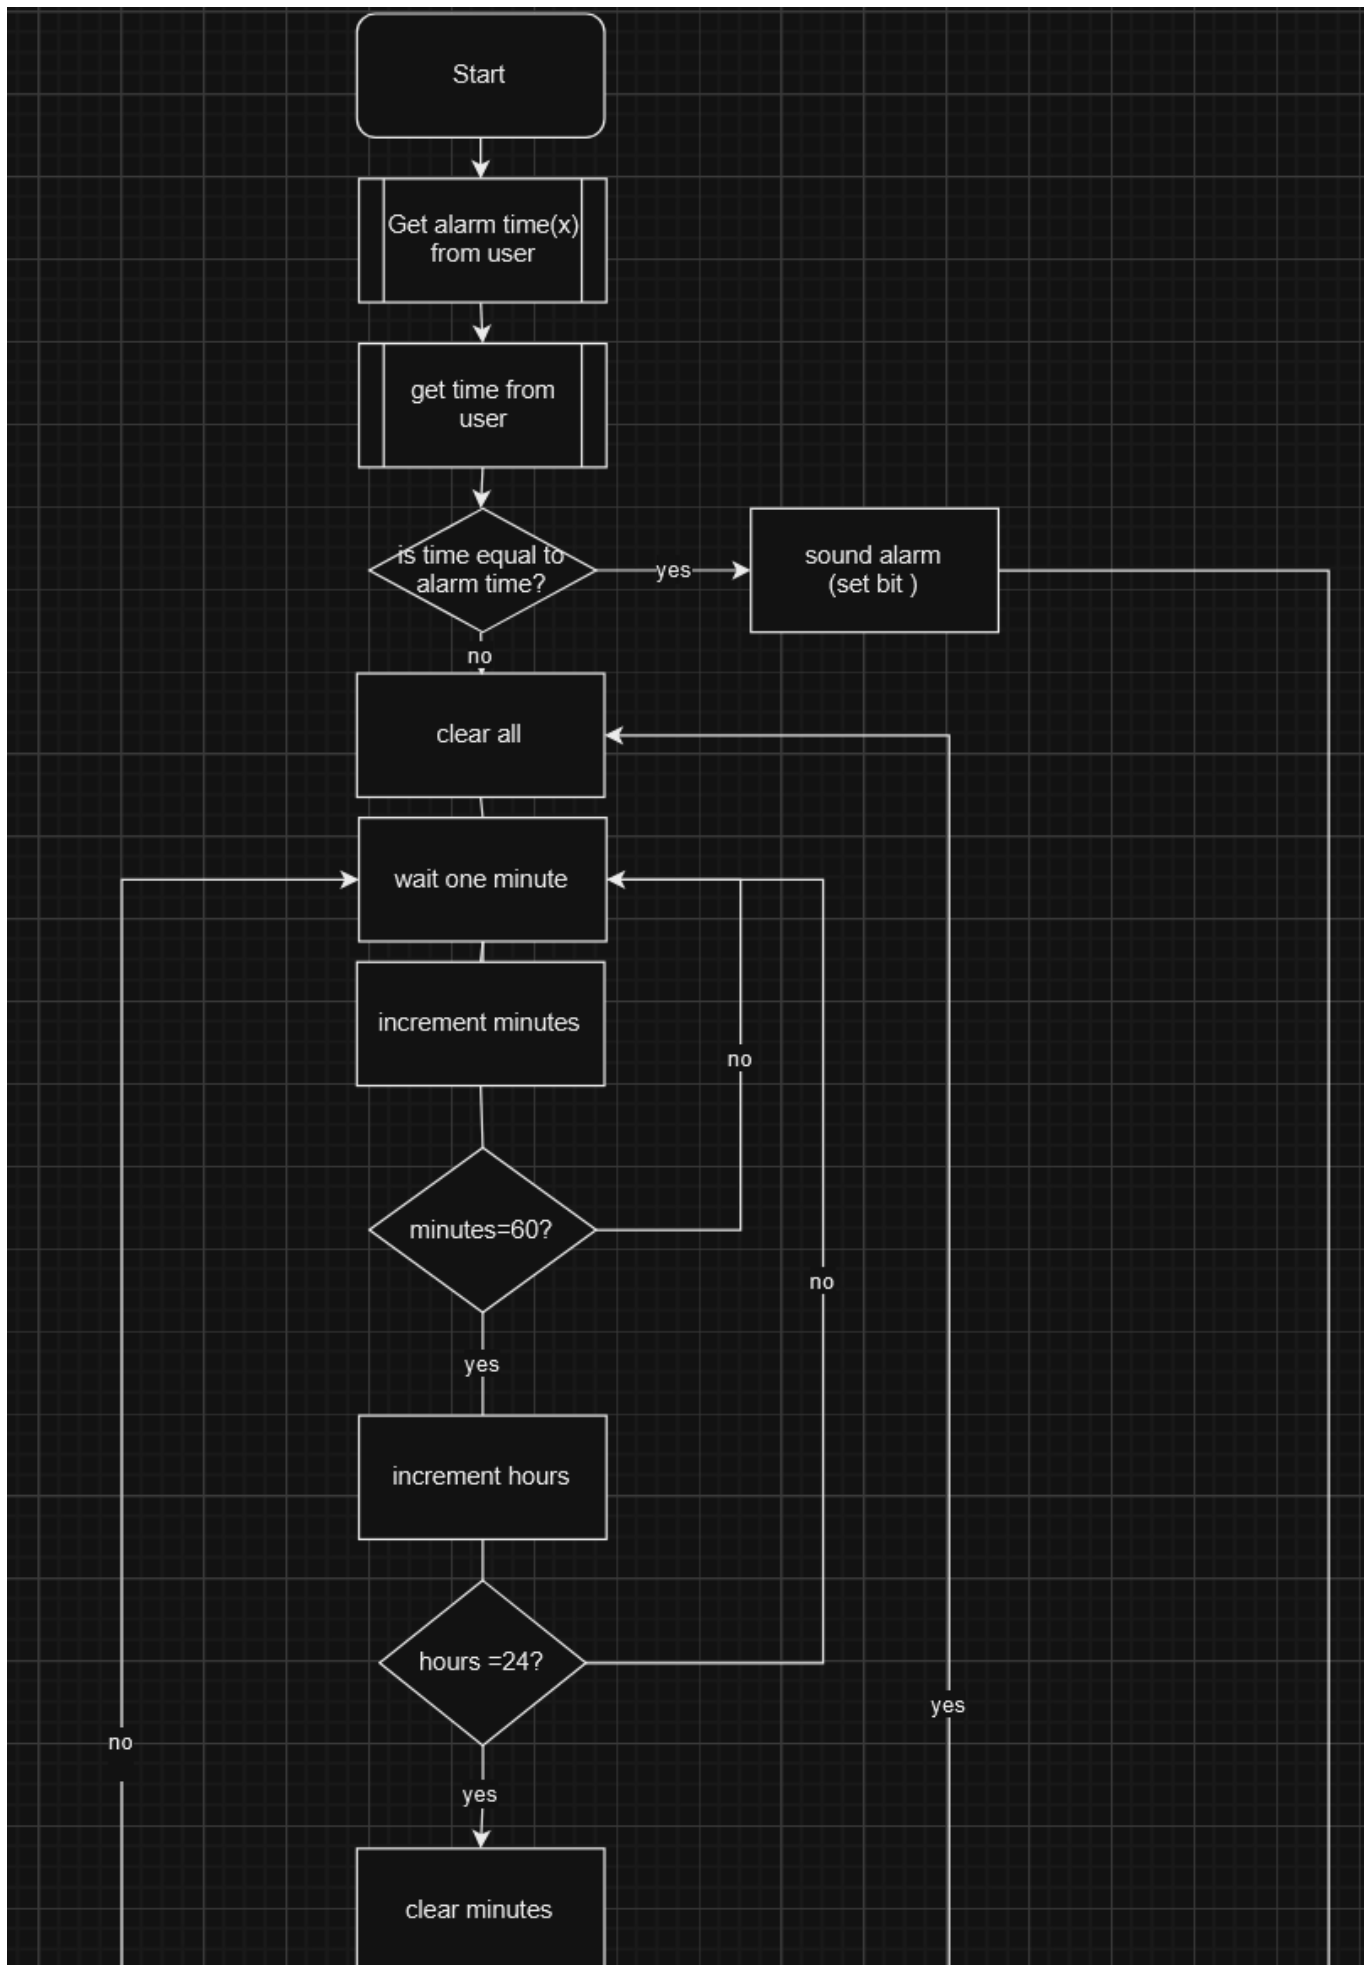 Start
Get alarm time(x)
from user
get time from
user
is time equal to
alarm time?
yes
sound alarm
(set bit )
no
clear all
wait one minute
increment minutes
no
minutes=60?
no
yes
increment hours
hours =24?
yes
no
yes
clear minutes